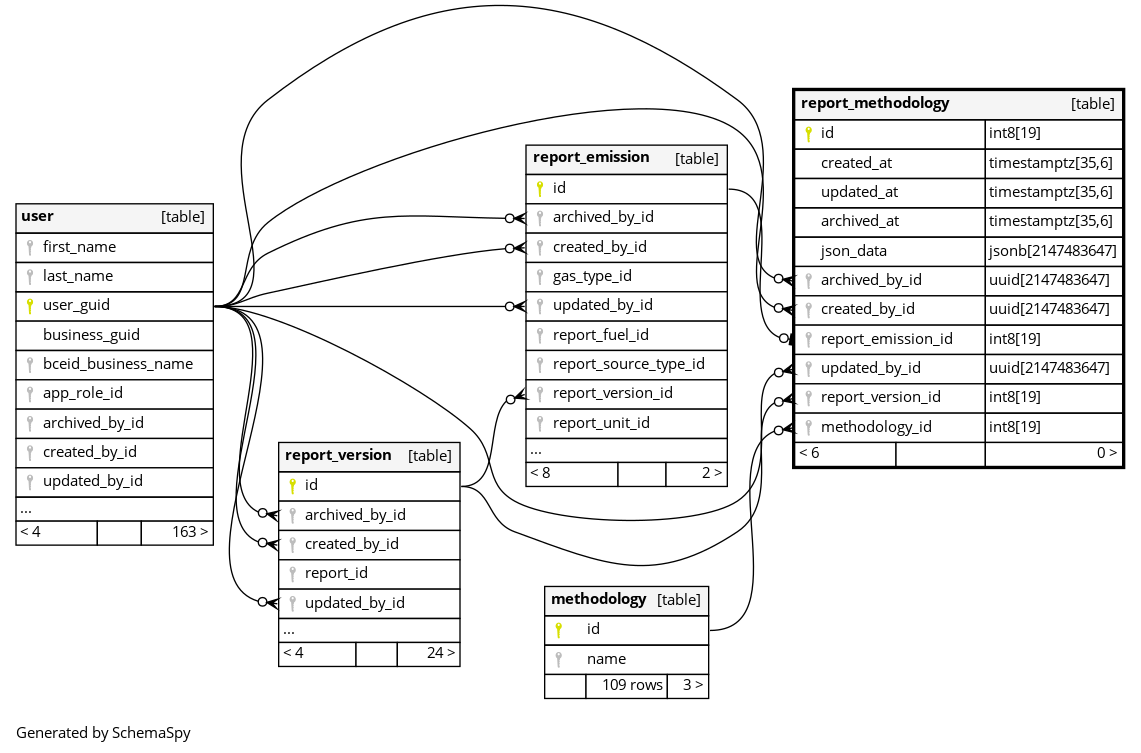 report_methodology [table]
id int8[19]
created_at timestamptz[35,6]
updated_at timestamptz[35,6]
archived_at timestamptz[35,6]
json_data jsonb[2147483647]
archived_by_id uuid[2147483647]
created_by_id uuid[2147483647]
report_emission_id int8[19]
updated_by_id uuid[2147483647]
report_version_id int8[19]
methodology_id int8[19]
< 6 0 >
report_emission [table]
id
archived_by_id
created_by_id
gas_type_id
updated_by_id
report_fuel_id
report_source_type_id
report_version_id
report_unit_id
...
< 8 2 >
user [table]
first_name
last_name
user_guid
business_guid
bceid_business_name
app_role_id
archived_by_id
created_by_id
updated_by_id
...
< 4 163 >
report_version [table]
id
archived_by_id
created_by_id
report_id
updated_by_id
...
< 4 24 >
methodology [table]
id
name
109 rows 3 >
Generated by SchemaSpy